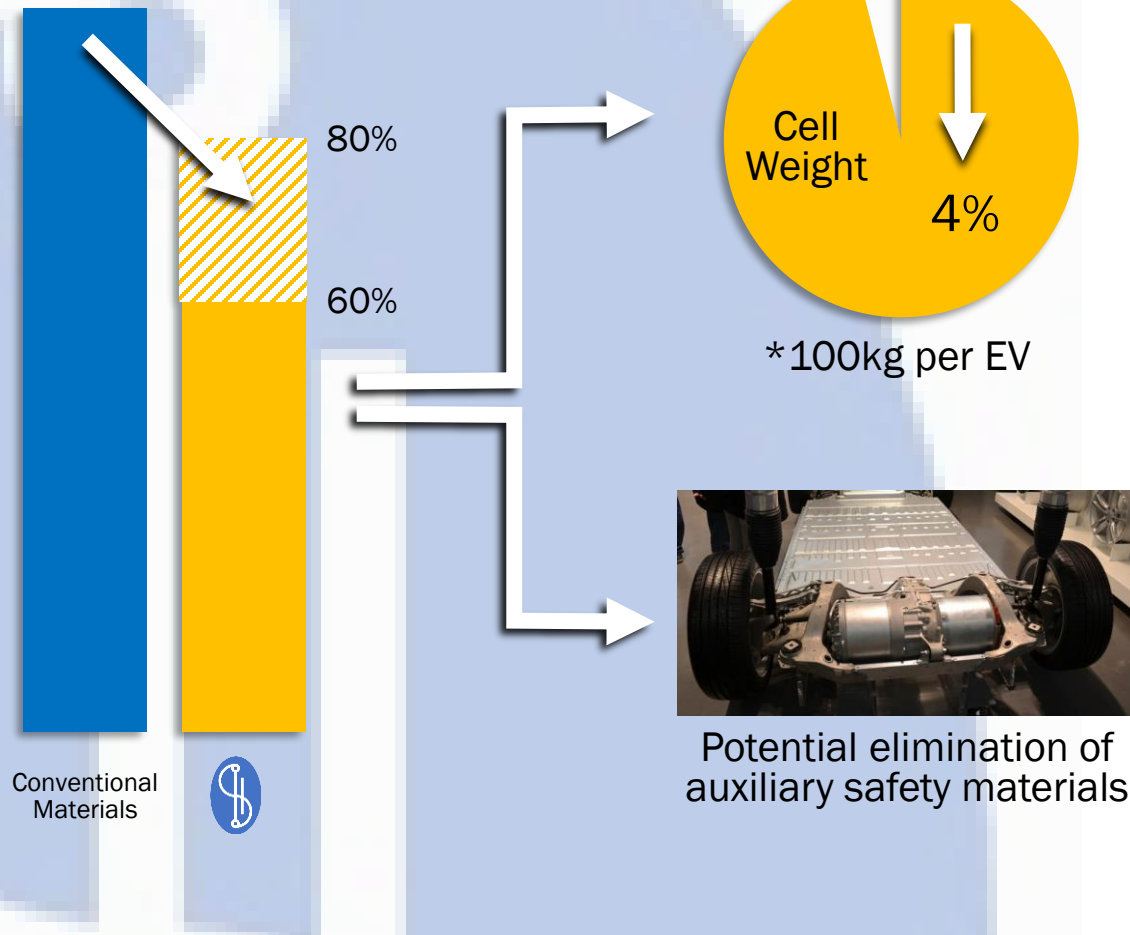 80%
60%
Conventional
Materials
Cell
Weight
4%
*100kg per EV
Potential elimination of
auxiliary safety materials